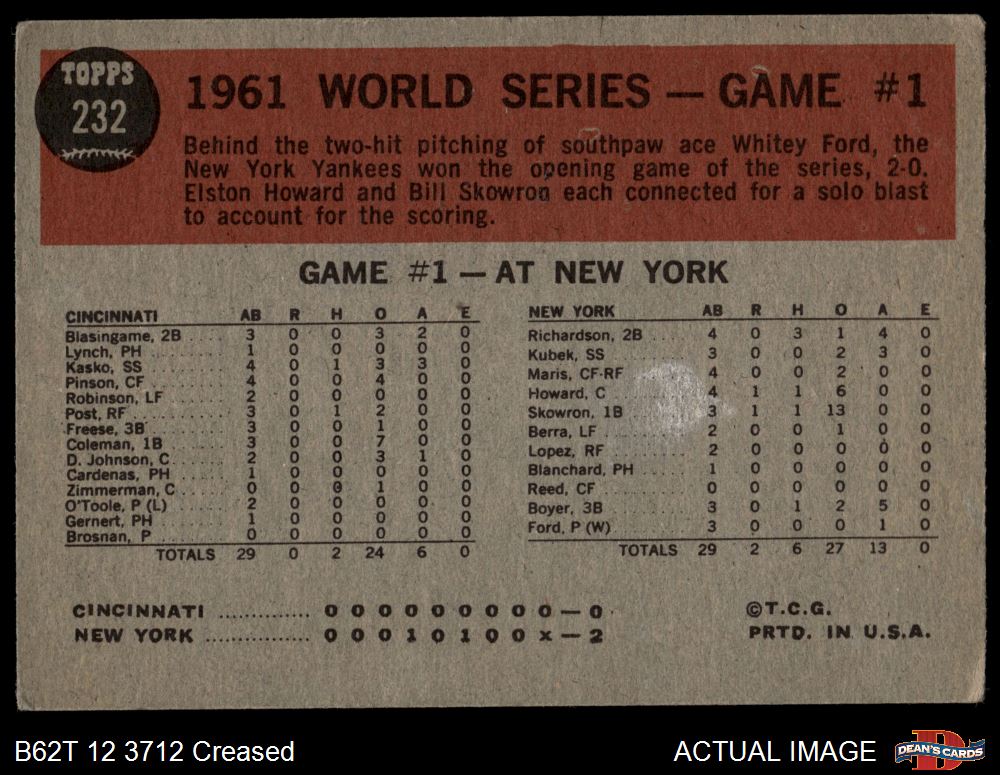 TOPPS
232
1961 WORLD SERIES — GAME #1
Behind the two-hit pitching of southpaw ace Whitey Ford, the
New York Yankees won the opening game of the series, 2-0.
Elston Howard and Bill Skowron each connected for a solo blast
to account for the scoring.
GAME #1 — AT NEW YORK
CINCINNATI AB R H O A E
Blasingame, 2B 3 0 0 3 2 0
Lynch, PH 1 0 0 0 0 0
Kasko, SS 4 0 1 3 3 0
Pinson, CF 4 0 0 4 0 0
Robinson, LF 2 0 0 0 0 0
Post, RF 3 0 1 2 0 0
Freese, 3B 3 0 0 1 0 0
Coleman, 1B 3 0 0 7 0 0
D. Johnson, C 2 0 0 3 1 0
Cardenas, PH 1 0 0 0 0 0
Zimmerman, C 0 0 0 1 0 0
O'Toole, P (L) 2 0 0 0 0 0
Gernert, PH 1 0 0 0 0 0
Brosnan, P 0 0 0 0 0 0
TOTALS 29 0 2 24 6 0
NEW YORK AB R H O A E
Richardson, 2B 4 0 3 1 4 0
Kubek, SS 3 0 0 2 3 0
Maris, CF-RF 4 0 0 2 0 0
Howard, C 4 1 1 6 0 0
Skowron, 1B 3 1 1 13 0 0
Berra, LF 2 0 0 1 0 0
Lopez, RF 2 0 0 0 0 0
Blanchard, PH 1 0 0 0 0 0
Reed, CF 0 0 0 0 0 0
Boyer, 3B 3 0 1 2 5 0
Ford, P (W) 3 0 0 0 1 0
TOTALS 29 2 6 27 13 0
CINCINNATI 0 0 0 0 0 0 0 0 0 — 0
NEW YORK 0 0 0 1 0 1 0 0 x — 2
©T.C.G.
PRTD. IN U.S.A.
B62T 12 3712 Creased
ACTUAL IMAGE
DEAN'S CARDS